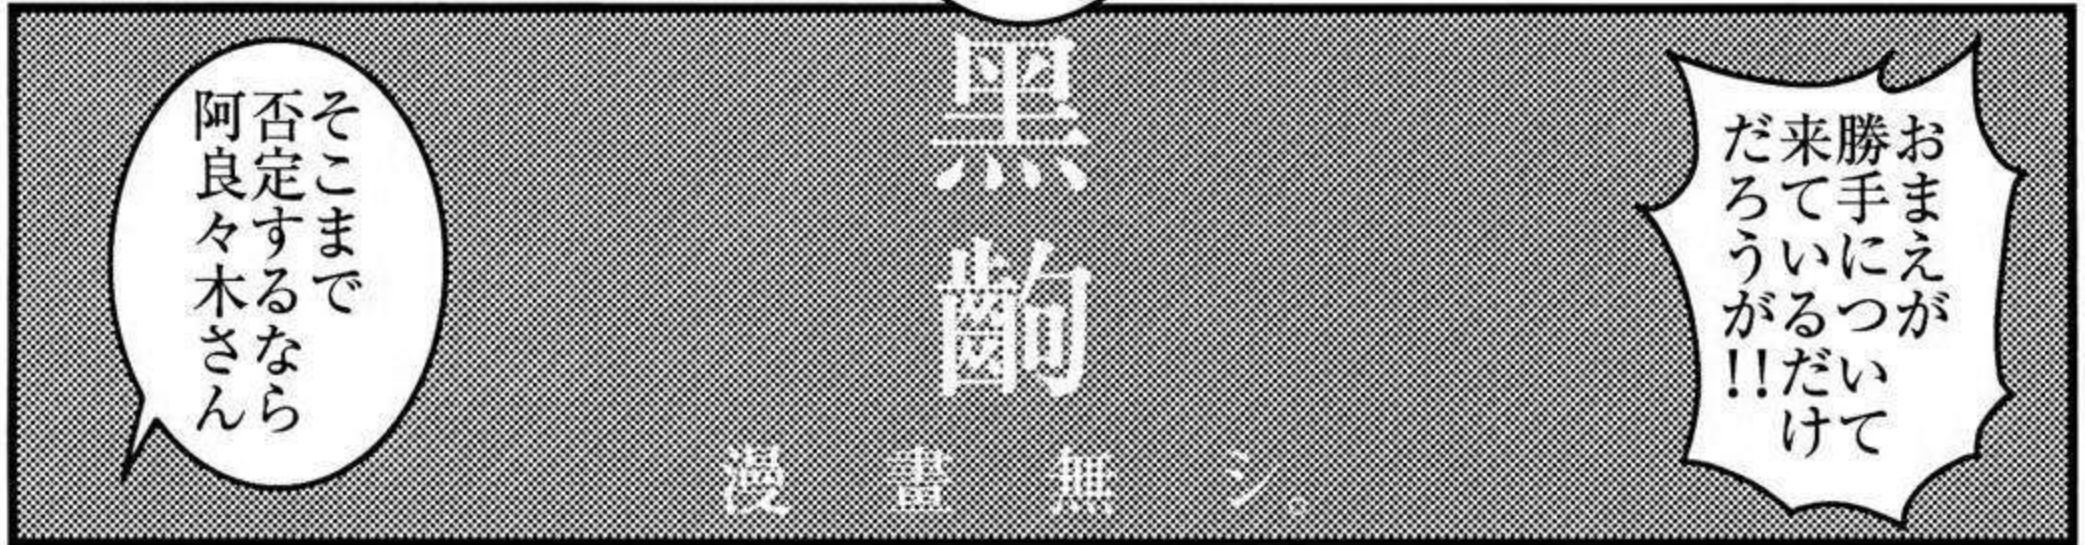 おまえが
勝手について
来ているだけ
だろうが!!
黑
齣
漫畫無シ。
そこまで
否定するなら
阿良々木さん